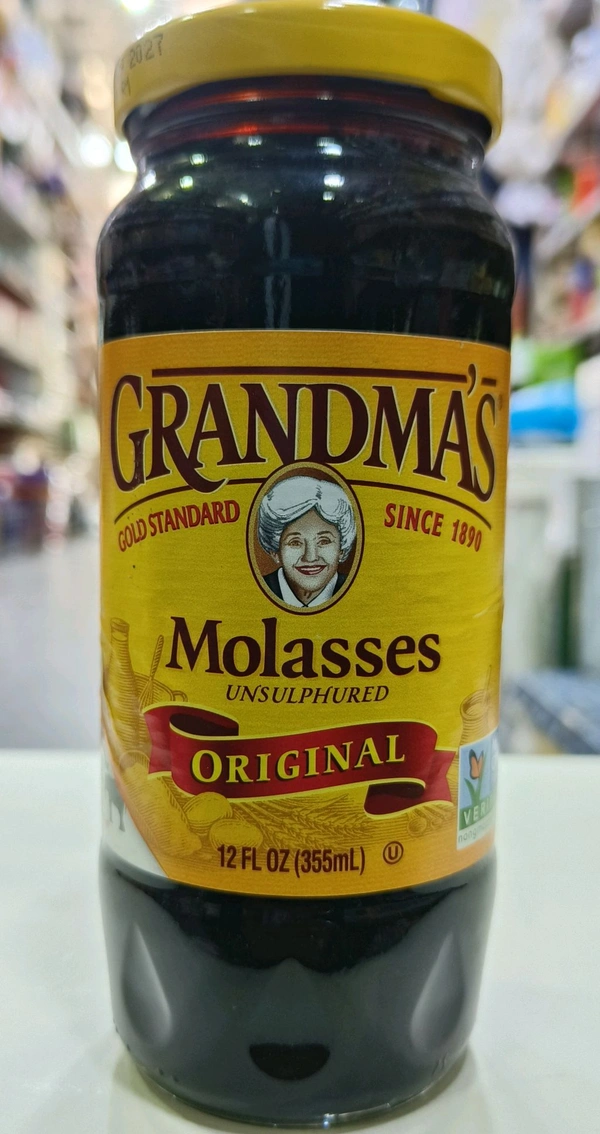 2027
GRANDMA'S
GOLD STANDARD
SINCE 1890
Molasses
UNSULPHURED
ORIGINAL
12 FL OZ (355mL) U